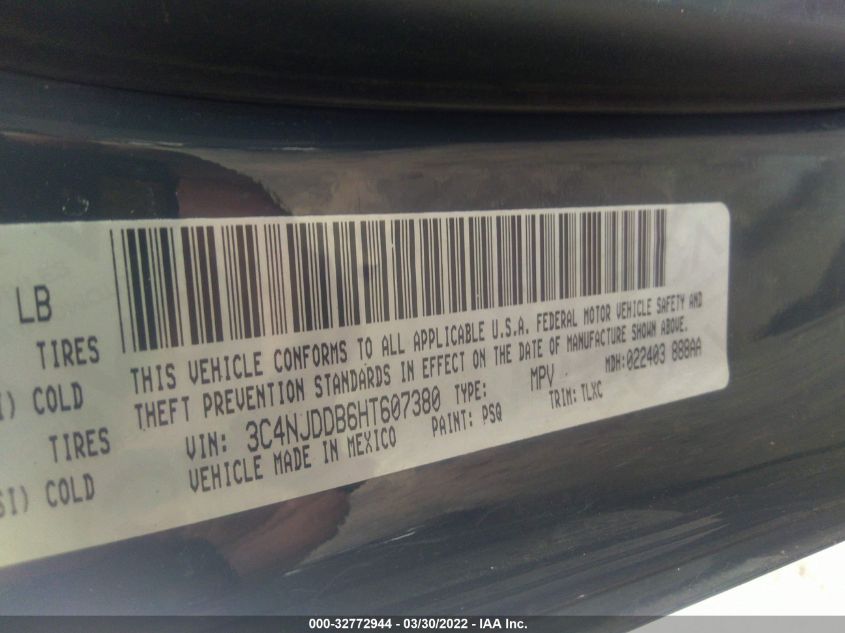 LB
TIRES
I) COLD
TIRES
SI) COLD
THIS VEHICLE CONFORMS TO ALL APPLICABLE U.S.A. FEDERAL MOTOR VEHICLE SAFETY AND
THEFT PREVENTION STANDARDS IN EFFECT ON THE DATE OF MANUFACTURE SHOWN ABOVE.
VIN: 3C4NJDDB6HT607380 TYPE: MPV MDH:022403 888AA
VEHICLE MADE IN MEXICO PAINT: PSQ TRIM: TLXC
000-32772944 - 03/30/2022 - IAA Inc.